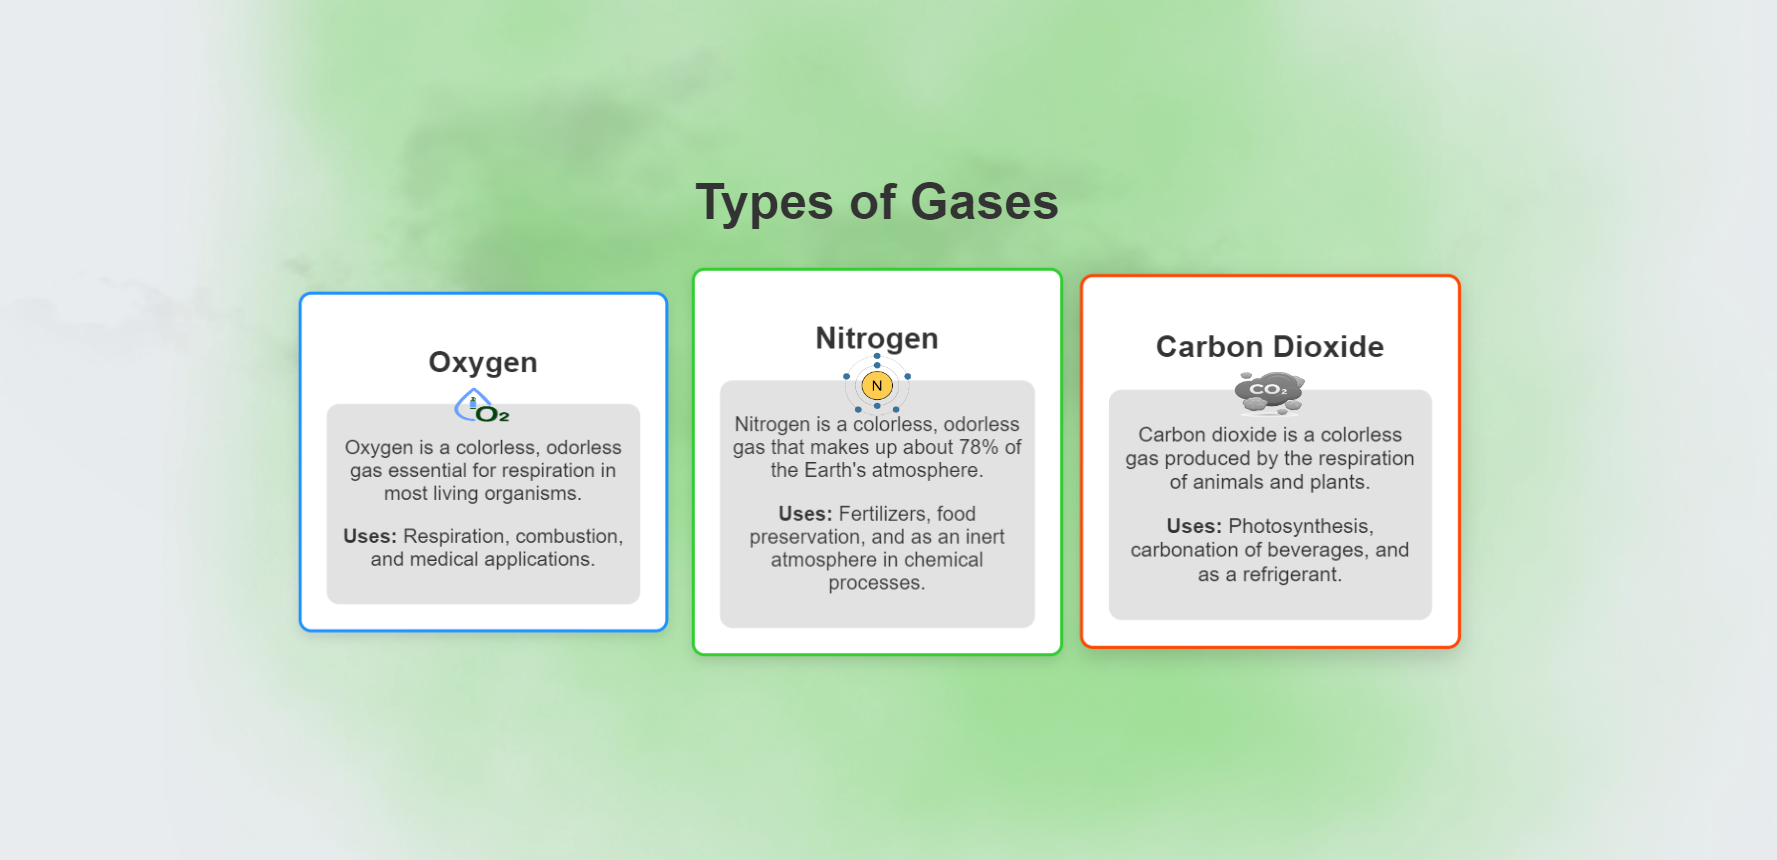 Types of Gases
Oxygen
O₂
Oxygen is a colorless, odorless
gas essential for respiration in
most living organisms.
Uses: Respiration, combustion,
and medical applications.
Nitrogen
N
Nitrogen is a colorless, odorless
gas that makes up about 78% of
the Earth's atmosphere.
Uses: Fertilizers, food
preservation, and as an inert
atmosphere in chemical
processes.
Carbon Dioxide
CO₂
Carbon dioxide is a colorless
gas produced by the respiration
of animals and plants.
Uses: Photosynthesis,
carbonation of beverages, and
as a refrigerant.